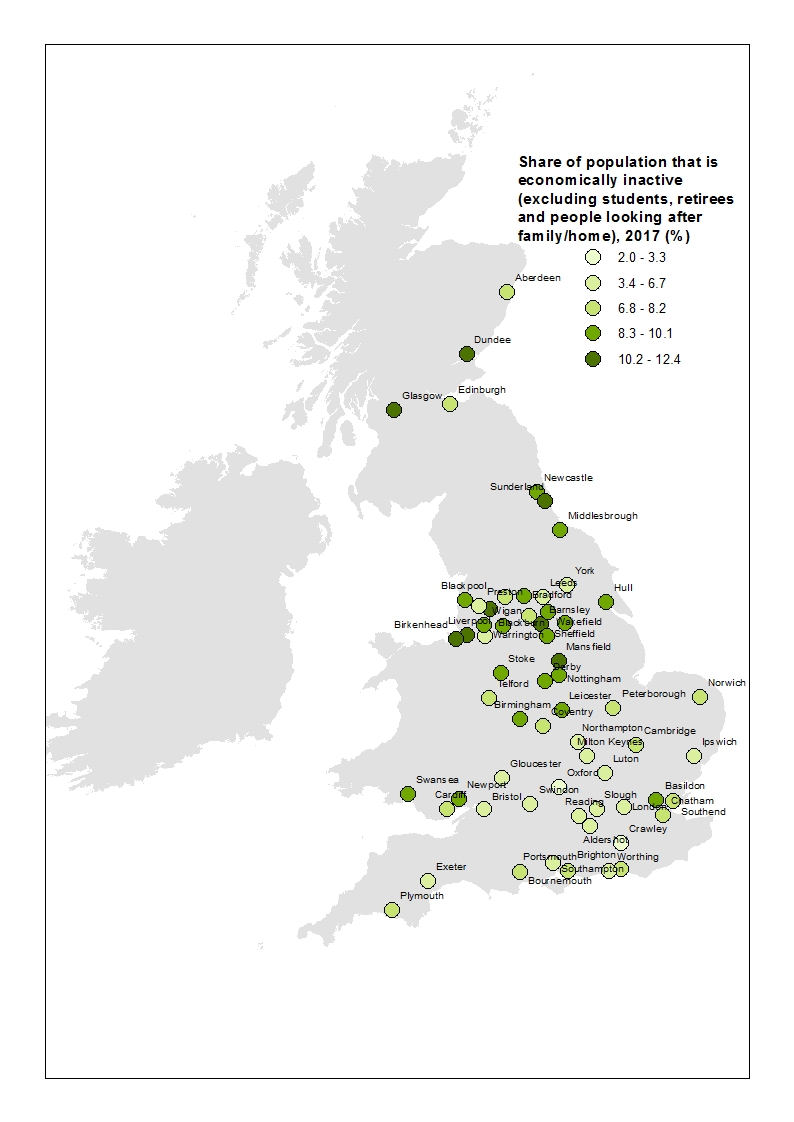 Share of population that is
economically inactive
(excluding students, retirees
and people looking after
family/home), 2017 (%)
2.0 - 3.3
3.4 - 6.7
6.8 - 8.2
8.3 - 10.1
10.2 - 12.4
Aberdeen
Dundee
Edinburgh
Glasgow
Newcastle
Sunderland
Middlesbrough
York
Leeds
Blackpool
Preston
Bradford
Hull
Wigan
Barnsley
Birkenhead
Liverpool
Blackburn
Wakefield
Warrington
Sheffield
Mansfield
Stoke
Derby
Nottingham
Telford
Leicester
Peterborough
Norwich
Birmingham
Coventry
Northampton
Cambridge
Milton Keynes
Ipswich
Gloucester
Luton
Oxford
Swansea
Newport
Swindon
Basildon
Cardiff
Bristol
Reading
Slough
London
Chatham
Southend
Crawley
Aldershot
Portsmouth
Brighton
Worthing
Exeter
Southampton
Bournemouth
Plymouth